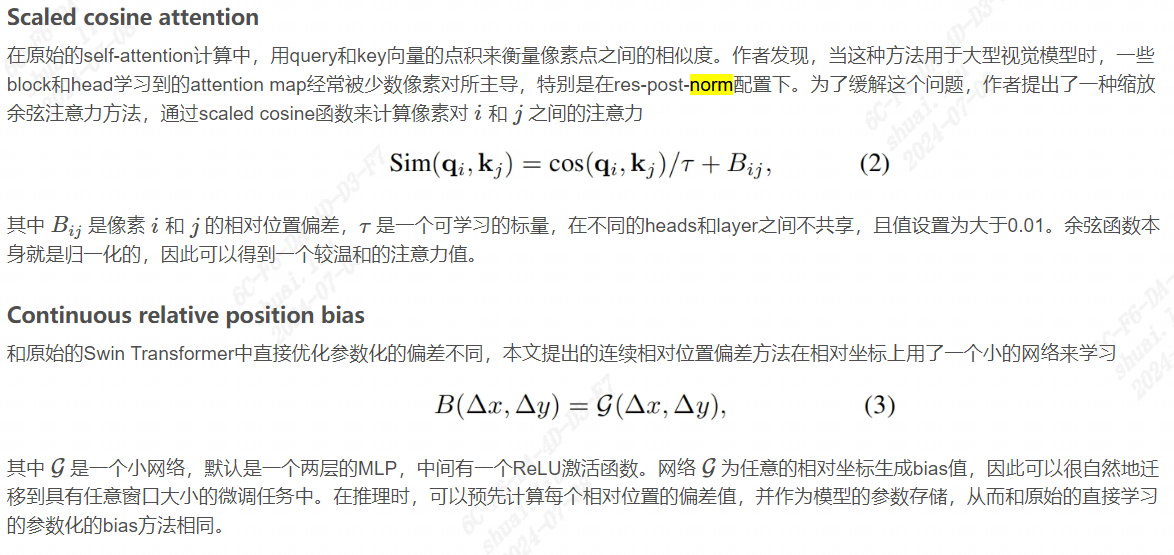 Scaled cosine attention
在原始的self-attention计算中，用query和key向量的点积来衡量像素点之间的相似度。作者发现，当这种方法用于大型视觉模型时，一些
block和head学习到的attention map经常被少数像素对所主导，特别是在res-post-norm配置下。为了缓解这个问题，作者提出了一种缩放
余弦注意力方法，通过scaled cosine函数来计算像素对 i 和 j 之间的注意力
Sim(q_i, k_j) = cos(q_i, k_j)/τ + B_ij, (2)
其中 B_ij 是像素 i 和 j 的相对位置偏差，τ 是一个可学习的标量，在不同的heads和layer之间不共享，且值设置为大于0.01。余弦函数本
身就是归一化的，因此可以得到一个较温和的注意力值。
Continuous relative position bias
和原始的Swin Transformer中直接优化参数化的偏差不同，本文提出的连续相对位置偏差方法在相对坐标上用了一个小的网络来学习
B(Δx, Δy) = 𝒢(Δx, Δy), (3)
其中 𝒢 是一个小网络，默认是一个两层的MLP，中间有一个ReLU激活函数。网络 𝒢 为任意的相对坐标生成bias值，因此可以很自然地迁
移到具有任意窗口大小的微调任务中。在推理时，可以预先计算每个相对位置的偏差值，并作为模型的参数存储，从而和原始的直接学习
的参数化的bias方法相同。